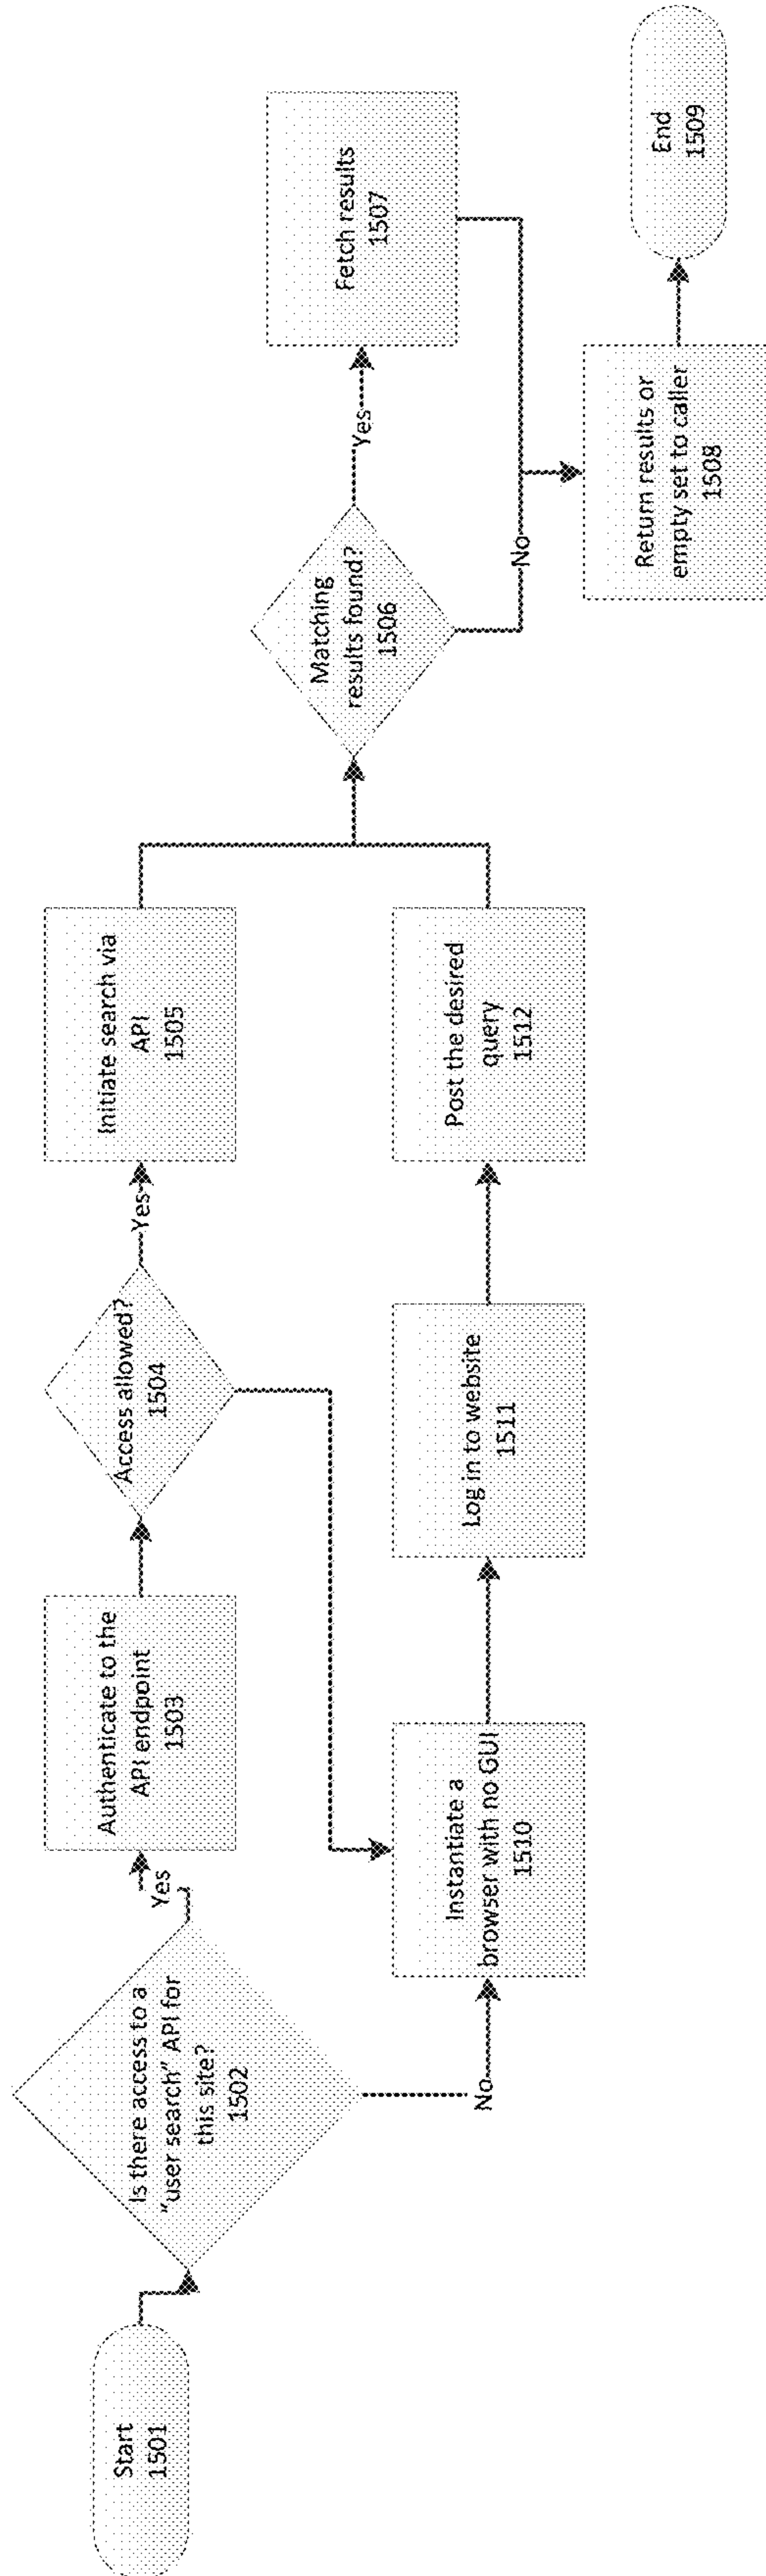 Start
1501
Is there access to a
"user search" API for
this site?
1502
Yes
No
Authenticate to the
API endpoint
1503
Access allowed?
1504
Yes
Initiate search via
API
1505
Instantiate a
browser with no GUI
1510
Log in to website
1511
Post the desired
query
1512
Matching
results found?
1506
Yes
No
Fetch results
1507
Return results or
empty set to caller
1508
End
1509